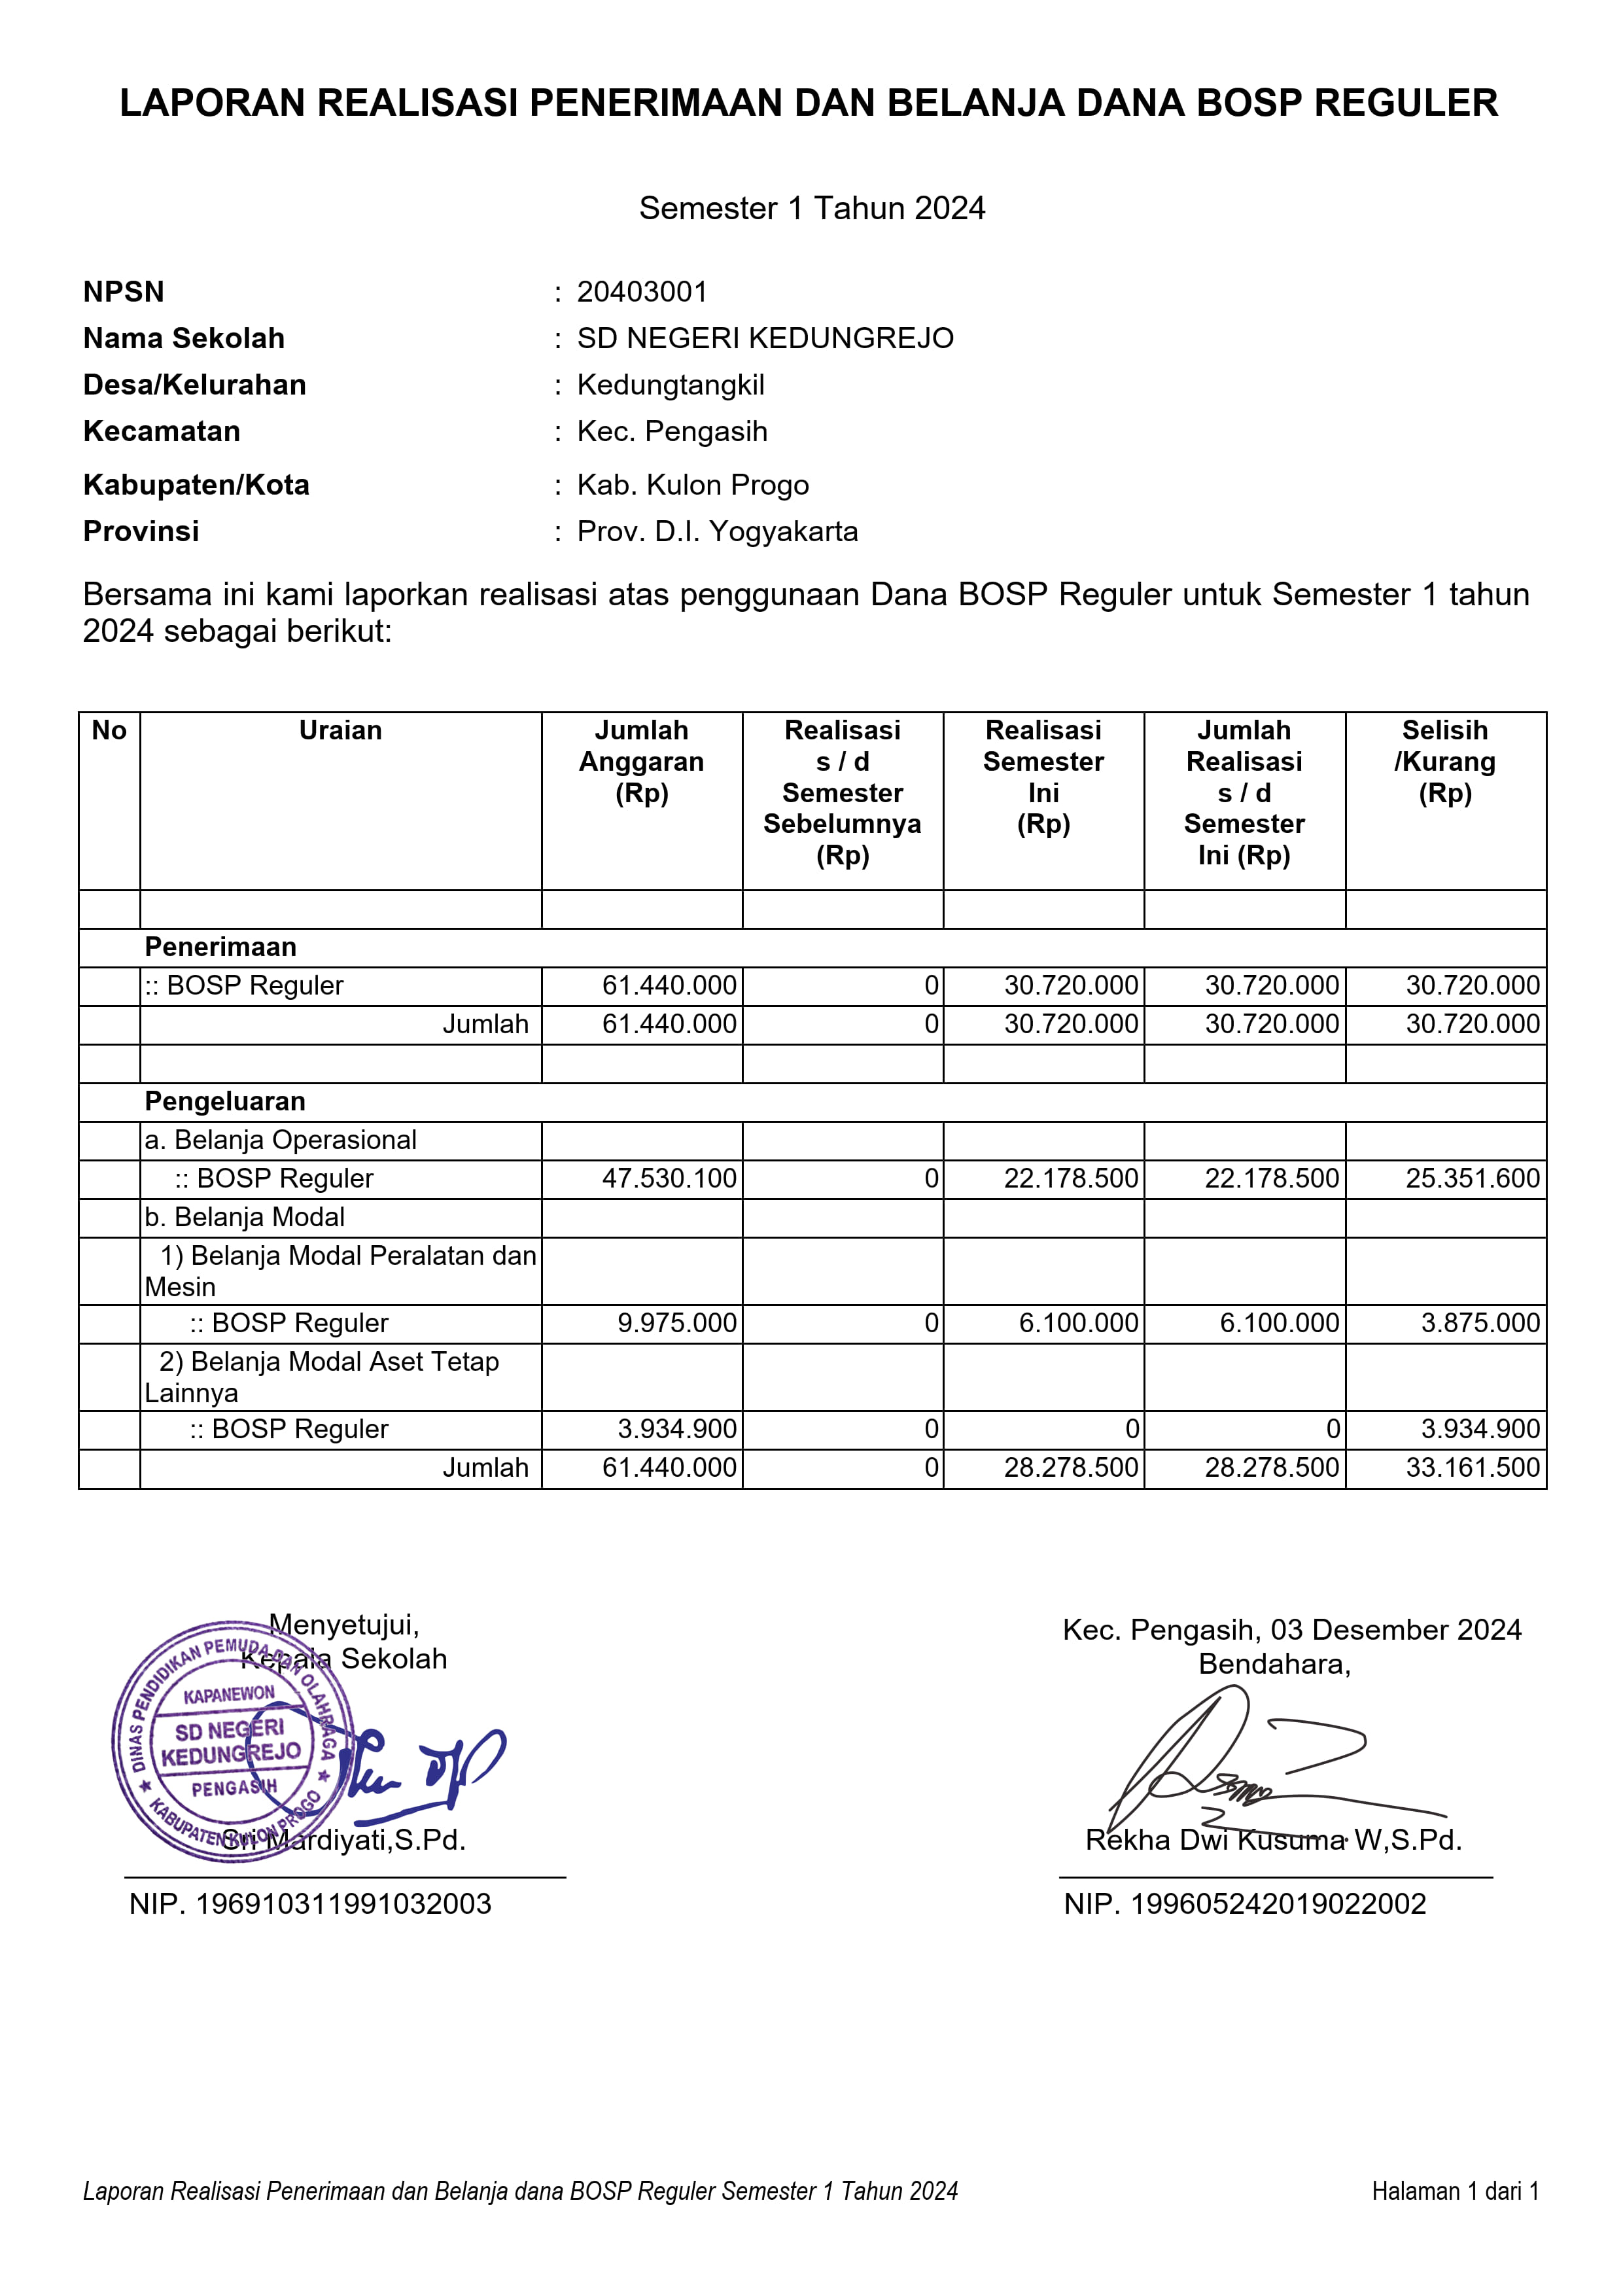 LAPORAN REALISASI PENERIMAAN DAN BELANJA DANA BOSP REGULER
Semester 1 Tahun 2024
NPSN : 20403001
Nama Sekolah : SD NEGERI KEDUNGREJO
Desa/Kelurahan : Kedungtangkil
Kecamatan : Kec. Pengasih
Kabupaten/Kota : Kab. Kulon Progo
Provinsi : Prov. D.I. Yogyakarta
Bersama ini kami laporkan realisasi atas penggunaan Dana BOSP Reguler untuk Semester 1 tahun
2024 sebagai berikut:
No Uraian Jumlah Anggaran (Rp) Realisasi s / d Semester Sebelumnya (Rp) Realisasi Semester Ini (Rp) Jumlah Realisasi s / d Semester Ini (Rp) Selisih /Kurang (Rp)
Penerimaan
:: BOSP Reguler 61.440.000 0 30.720.000 30.720.000 30.720.000
Jumlah 61.440.000 0 30.720.000 30.720.000 30.720.000
Pengeluaran
a. Belanja Operasional
:: BOSP Reguler 47.530.100 0 22.178.500 22.178.500 25.351.600
b. Belanja Modal
1) Belanja Modal Peralatan dan
Mesin
:: BOSP Reguler 9.975.000 0 6.100.000 6.100.000 3.875.000
2) Belanja Modal Aset Tetap
Lainnya
:: BOSP Reguler 3.934.900 0 0 0 3.934.900
Jumlah 61.440.000 0 28.278.500 28.278.500 33.161.500
Menyetujui,
Kepala Sekolah
DINAS PENDIDIKAN PEMUDA DAN OLAHRAGA
KAPANEWON
SD NEGERI
KEDUNGREJO
PENGASIH
KABUPATEN KULON PROGO
Sri Mardiyati,S.Pd.
NIP. 196910311991032003
Kec. Pengasih, 03 Desember 2024
Bendahara,
Rekha Dwi Kusuma W,S.Pd.
NIP. 199605242019022002
Laporan Realisasi Penerimaan dan Belanja dana BOSP Reguler Semester 1 Tahun 2024
Halaman 1 dari 1